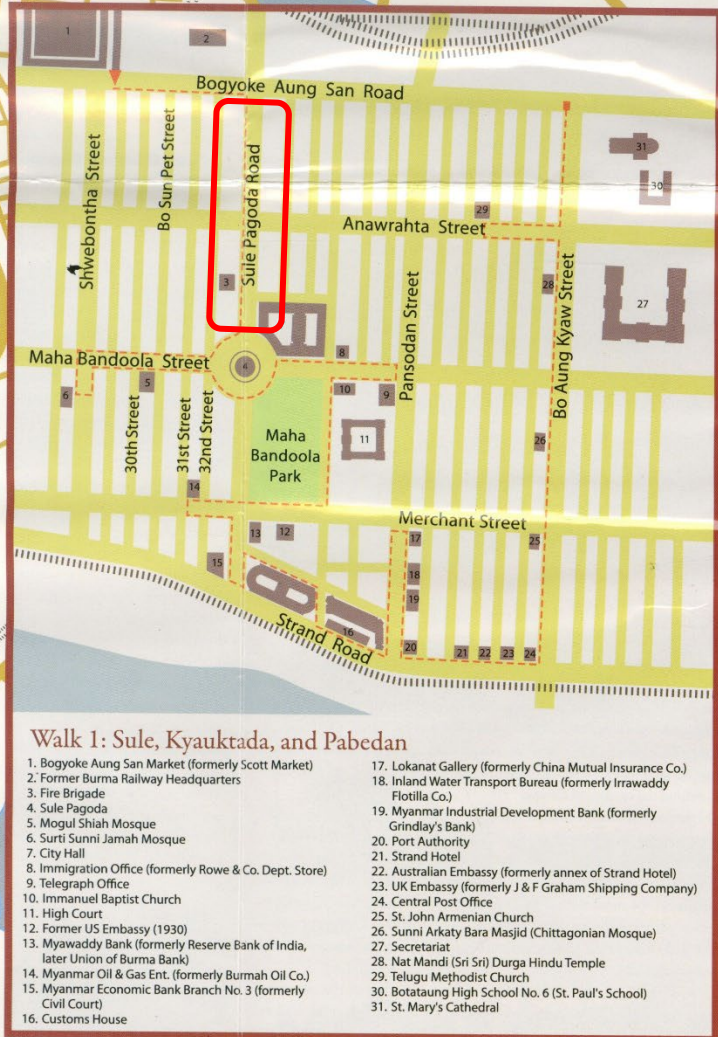 1
2
Bogyoke Aung San Road
31
30
Shwebontha Street
Bo Sun Pet Street
Suie Pagoda Road
29
Anawrahta Street
3
28
27
Pansodan Street
Bo Aung Kyaw Street
Maha Bandoola Street
4
8
6
5
10
9
30th Street
31st Street
32nd Street
Maha
Bandoola
Park
11
26
14
Merchant Street
13
12
17
25
15
18
19
16
Strand Road
20
21
22
23
24
Walk 1: Sule, Kyauktada, and Pabedan
1. Bogyoke Aung San Market (formerly Scott Market)
2. Former Burma Railway Headquarters
3. Fire Brigade
4. Sule Pagoda
5. Mogul Shiah Mosque
6. Surti Sunni Jamah Mosque
7. City Hall
8. Immigration Office (formerly Rowe & Co. Dept. Store)
9. Telegraph Office
10. Immanuel Baptist Church
11. High Court
12. Former US Embassy (1930)
13. Myawaddy Bank (formerly Reserve Bank of India,
later Union of Burma Bank)
14. Myanmar Oil & Gas Ent. (formerly Burmah Oil Co.)
15. Myanmar Economic Bank Branch No. 3 (formerly
Civil Court)
16. Customs House
17. Lokanat Gallery (formerly China Mutual Insurance Co.)
18. Inland Water Transport Bureau (formerly Irrawaddy
Flotilla Co.)
19. Myanmar Industrial Development Bank (formerly
Grindlay's Bank)
20. Port Authority
21. Strand Hotel
22. Australian Embassy (formerly annex of Strand Hotel)
23. UK Embassy (formerly J & F Graham Shipping Company)
24. Central Post Office
25. St. John Armenian Church
26. Sunni Arkaty Bara Masjid (Chittagonian Mosque)
27. Secretariat
28. Nat Mandi (Sri Sri) Durga Hindu Temple
29. Telugu Methodist Church
30. Botataung High School No. 6 (St. Paul's School)
31. St. Mary's Cathedral